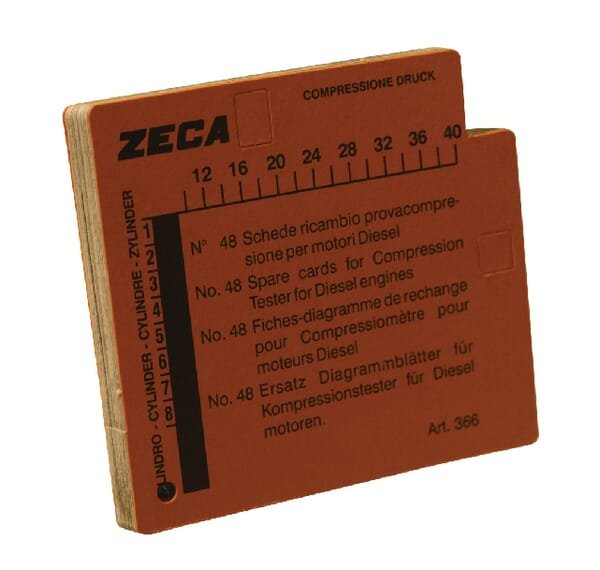 COMPRESSIONE DRUCK
ZECA
12 16 20 24 28 32 36 40
LINDRO - CYLINDER - CYLINDRE - ZYLINDER
1
2
3
4
5
6
7
8
N° 48 Schede ricambio provacompre-
sione per motori Diesel
No. 48 Spare cards for Compression
Tester for Diesel engines
No. 48 Fiches-diagramme de rechange
pour Compressiomètre pour
moteurs Diesel
No. 48 Ersatz Diagrammblätter für
Kompressionstester für Diesel
motoren.
Art. 366